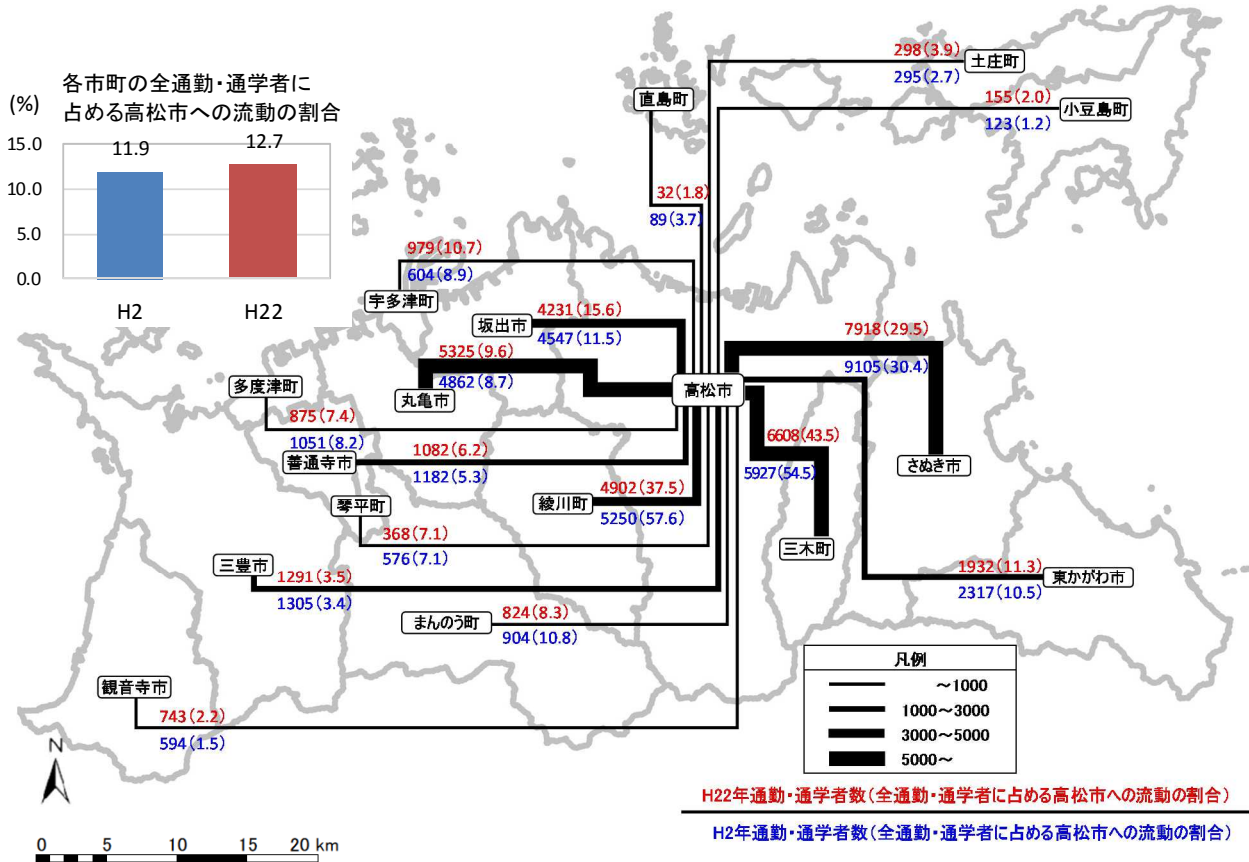 各市町の全通勤・通学者に
占める高松市への流動の割合
(%)
15.0
10.0
5.0
0.0
11.9
12.7
H2
H22
298(3.9)
295(2.7)
土庄町
155(2.0)
123(1.2)
小豆島町
直島町
32(1.8)
89(3.7)
979(10.7)
604(8.9)
宇多津町
坂出市
4231(15.6)
4547(11.5)
5325(9.6)
4862(8.7)
丸亀市
7918(29.5)
9105(30.4)
さぬき市
高松市
多度津町
875(7.4)
1051(8.2)
善通寺市
1082(6.2)
1182(5.3)
6608(43.5)
5927(54.5)
三木町
綾川町
4902(37.5)
5250(57.6)
琴平町
368(7.1)
576(7.1)
三豊市
1291(3.5)
1305(3.4)
1932(11.3)
2317(10.5)
東かがわ市
まんのう町
824(8.3)
904(10.8)
観音寺市
743(2.2)
594(1.5)
凡例
～1000
1000～3000
3000～5000
5000～
N
H22年通勤・通学者数(全通勤・通学者に占める高松市への流動の割合)
H2年通勤・通学者数(全通勤・通学者に占める高松市への流動の割合)
0 5 10 15 20 km